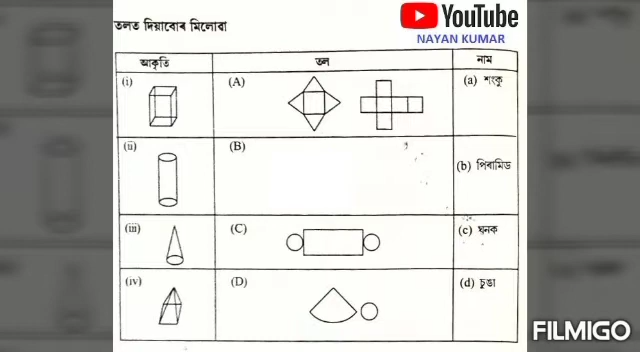 YouTube
NAYAN KUMAR
তলত দিয়াবোৰ মিলোৱা
আকৃতি তল নাম
(i) (A) (a) শংকু
(ii) (B) (b) পিৰামিড
(iii) (C) (c) ঘনক
(iv) (D) (d) চুঙা
FILMIGO